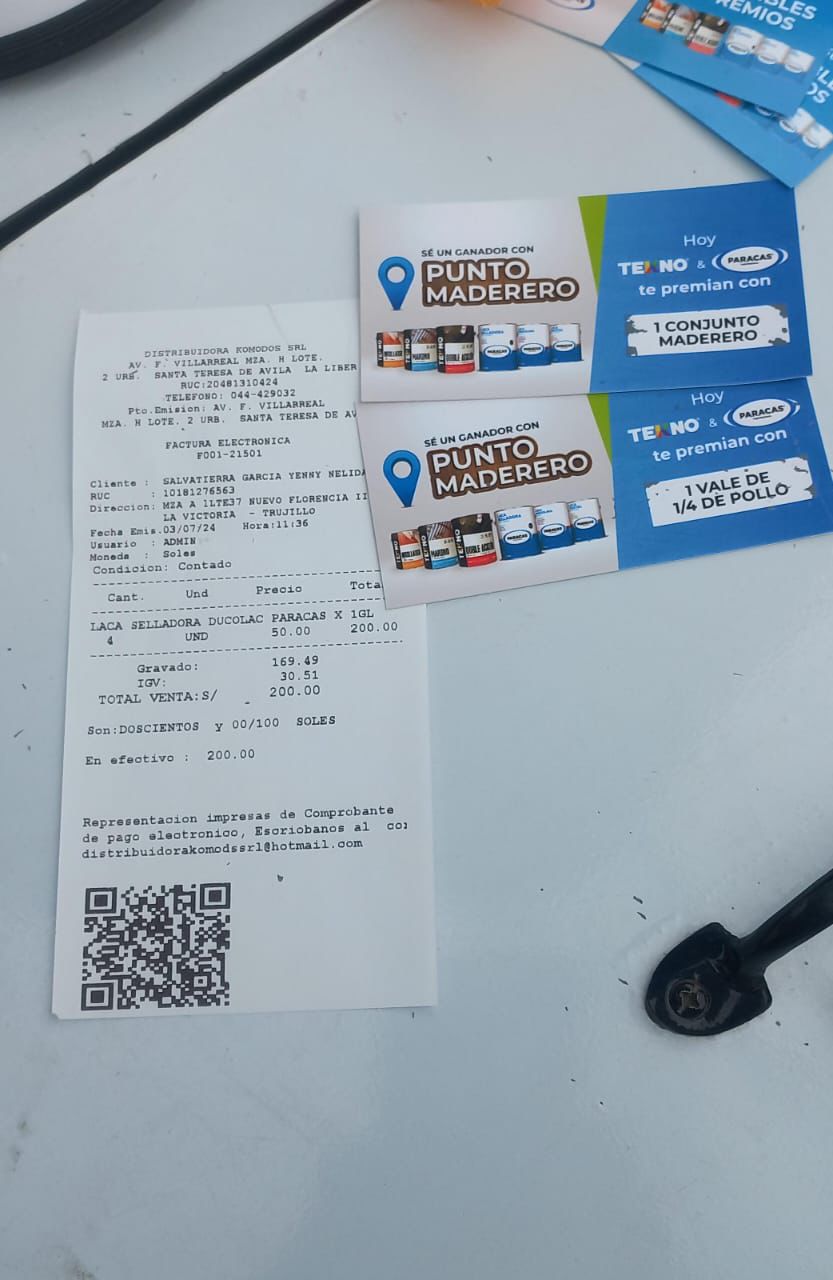 DISTRIBUIDORA KOMODOS SRL
AV. F. VILLARREAL MZA. H LOTE.
2 URB. SANTA TERESA DE AVILA LA LIBER
RUC:20481310424
TELEFONO: 044-429032
Pto.Emision: AV. F. VILLARREAL
MZA. H LOTE. 2 URB. SANTA TERESA DE AV
FACTURA ELECTRONICA
F001-21501
Cliente : SALVATIERRA GARCIA YENNY NELIDA
RUC : 10181276563
Direccion: MZA A 1LTE37 NUEVO FLORENCIA II
LA VICTORIA - TRUJILLO
Fecha Emis.03/07/24 Hora:11:36
Usuario : ADMIN
Moneda : Soles
Condicion: Contado
Cant. Und Precio Tota
LACA SELLADORA DUCOLAC PARACAS X 1GL
4 UND 50.00 200.00
Gravado: 169.49
IGV: 30.51
TOTAL VENTA:S/ 200.00
Son:DOSCIENTOS Y 00/100 SOLES
En efectivo : 200.00
Representacion impresas de Comprobante
de pago electronico, Escriobanos al
distribuidorakomodssrl@hotmail.com
SÉ UN GANADOR CON
PUNTO
MADERERO
Hoy
TEKNO & PARACAS
te premian con
1 CONJUNTO
MADERERO
SÉ UN GANADOR CON
PUNTO
MADERERO
Hoy
TEKNO & PARACAS
te premian con
1 VALE DE
1/4 DE POLLO
PREMIOS